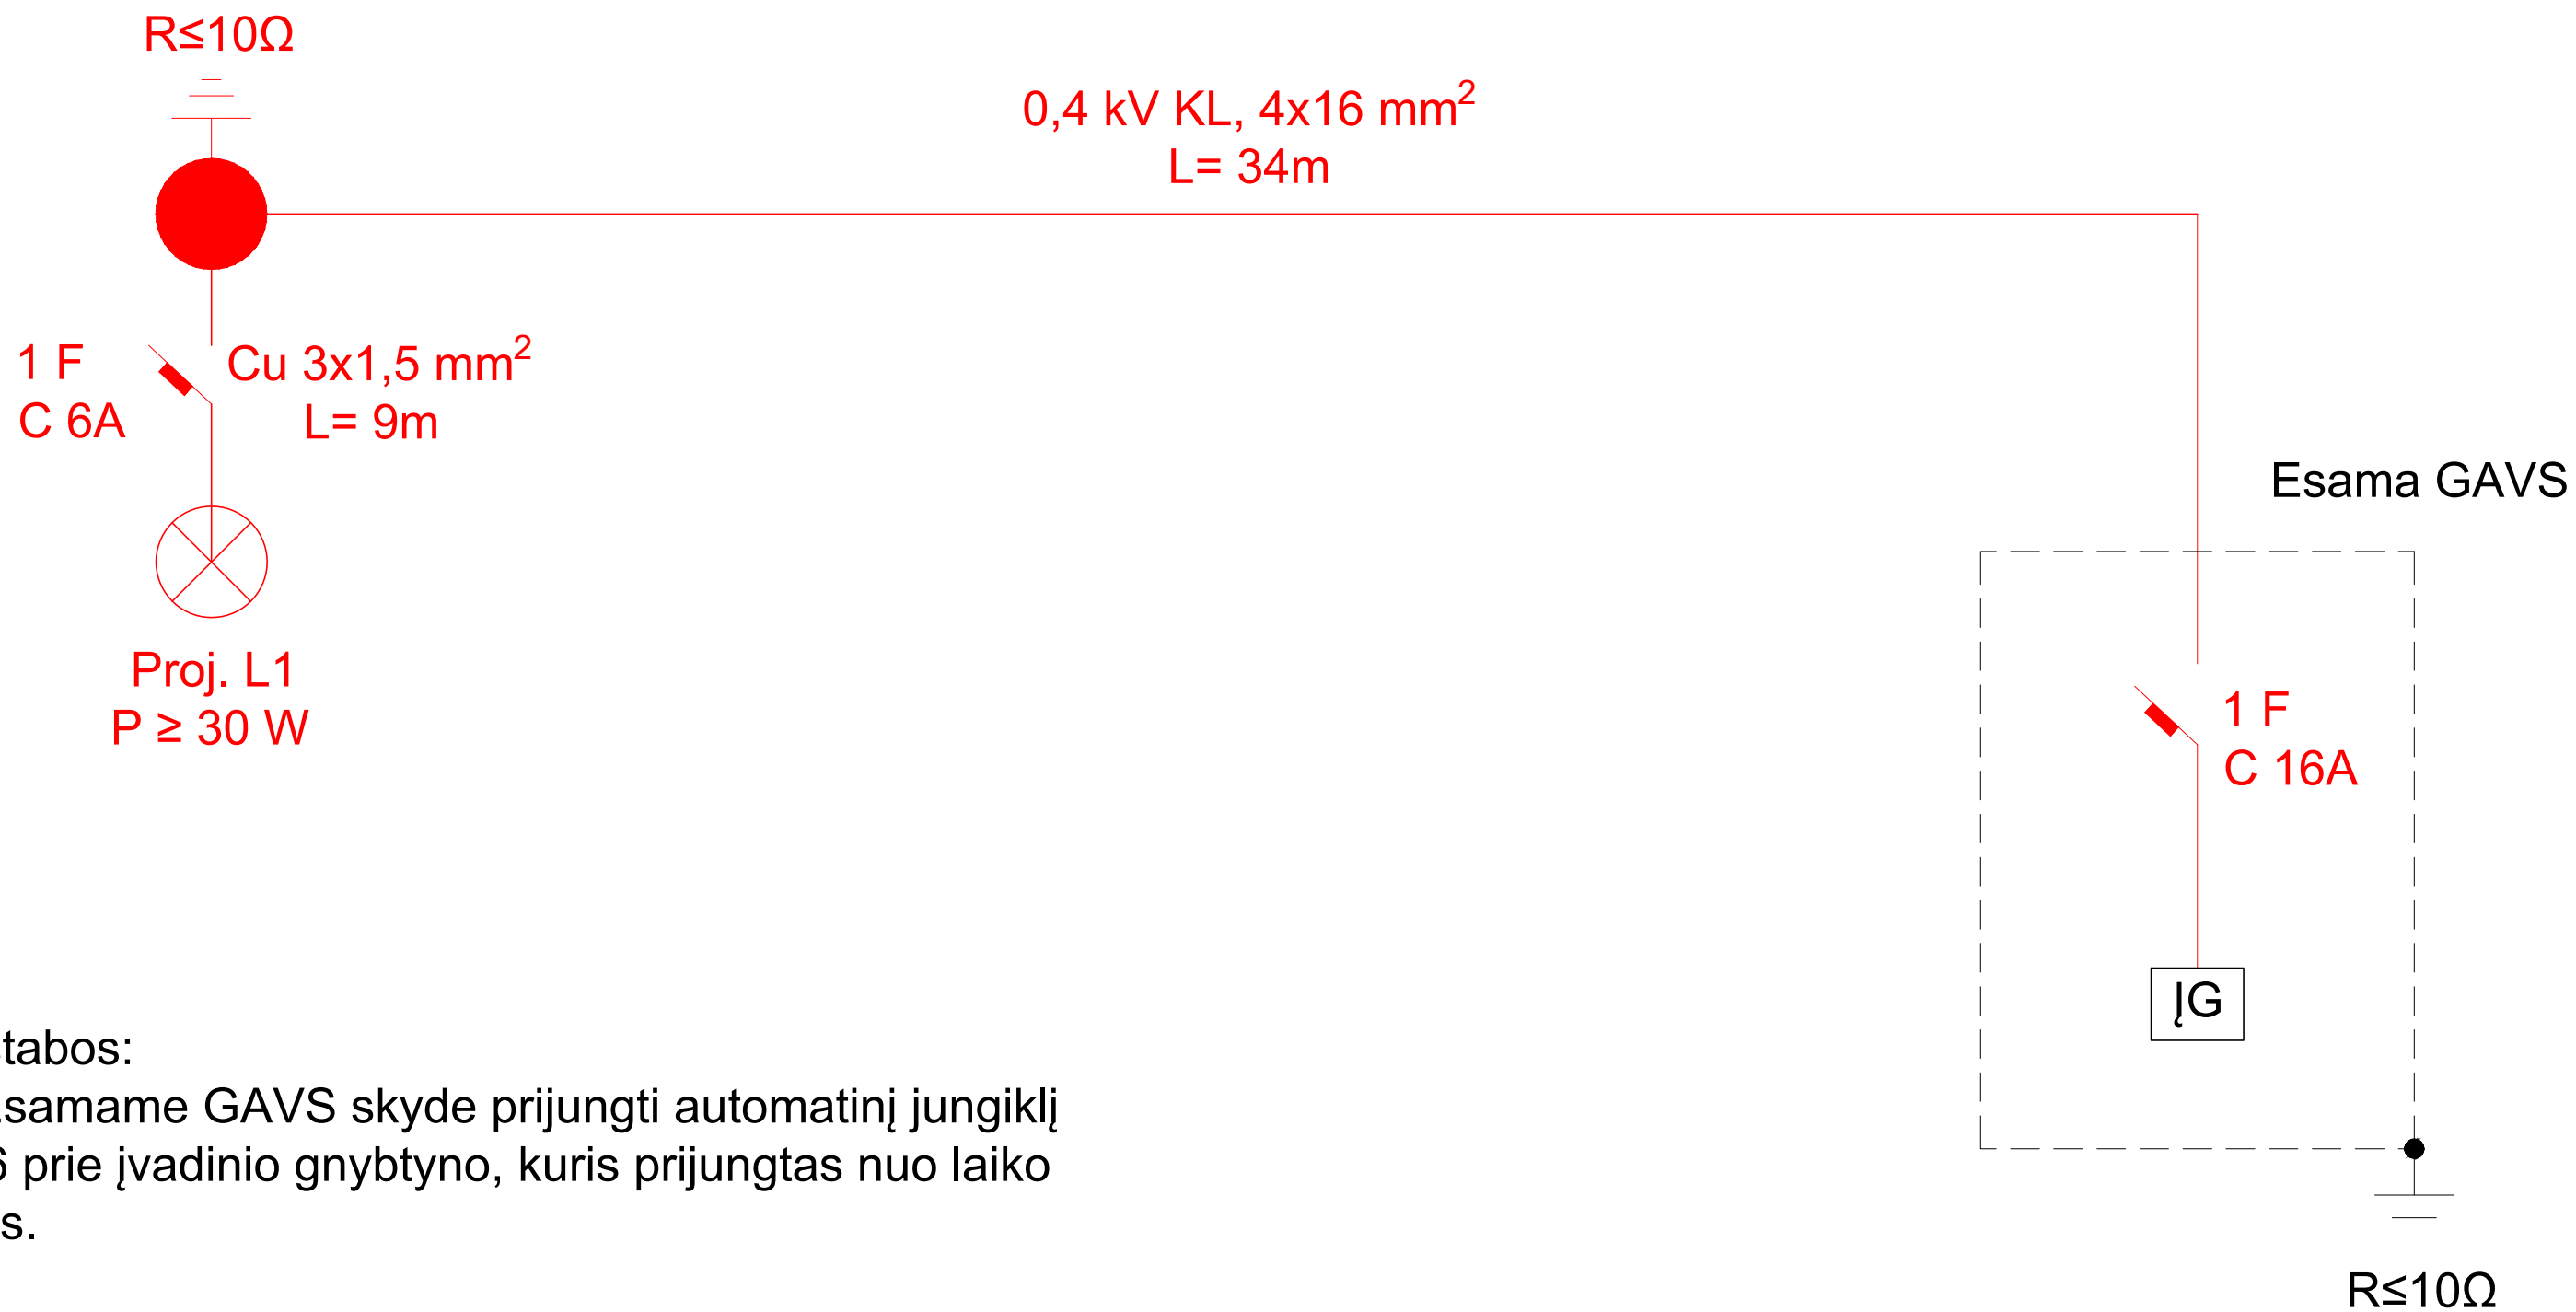 R≤10Ω
0,4 kV KL, 4x16 mm²
L= 34m
1 F
C 6A
Cu 3x1,5 mm²
L= 9m
Proj. L1
P ≥ 30 W
Esama GAVS
1 F
C 16A
ĮG
R≤10Ω
tabos:
samame GAVS skyde prijungti automatinį jungiklį
6 prie įvadinio gnybtyno, kuris prijungtas nuo laiko
s.